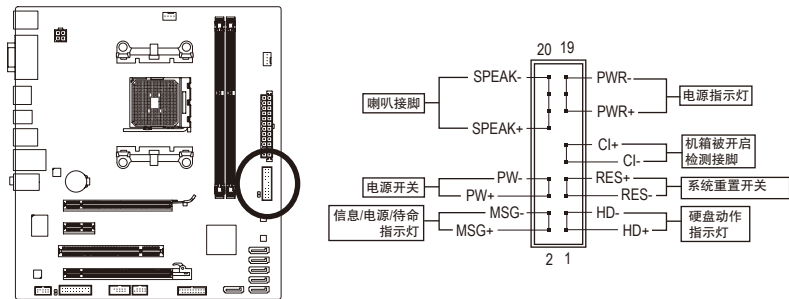 20 19
SPEAK-
PWR-
喇叭接脚
电源指示灯
SPEAK+
PWR+
CI+
机箱被开启
检测接脚
CI-
电源开关
PW-
RES+
系统重置开关
PW+
RES-
信息/电源/待命
指示灯
MSG-
HD-
硬盘动作
指示灯
MSG+
HD+
2 1